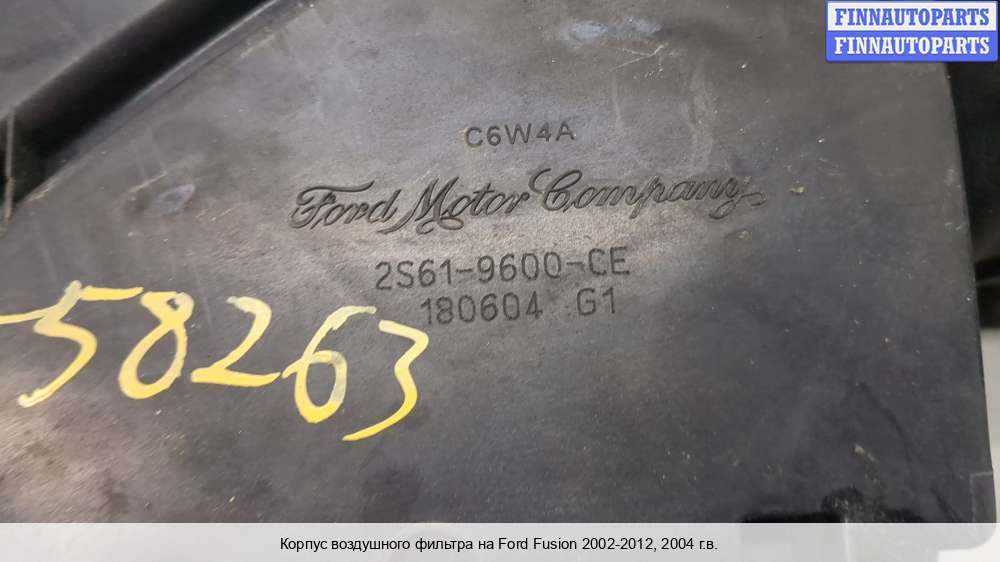 FINNAUTOPARTS
FINNAUTOPARTS
C6W4A
Ford Motor Company
2S61-9600-CE
180604 G1
58263
Корпус воздушного фильтра на Ford Fusion 2002-2012, 2004 г.в.